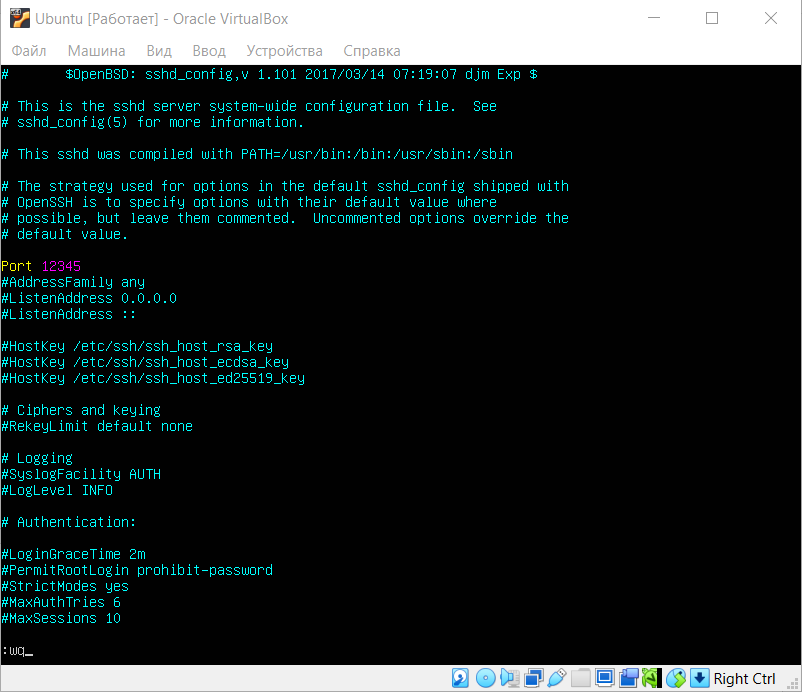 Ubuntu [Работает] - Oracle VirtualBox
Файл Машина Вид Ввод Устройства Справка
#       $OpenBSD: sshd_config,v 1.101 2017/03/14 07:19:07 djm Exp $
# This is the sshd server system-wide configuration file.  See
# sshd_config(5) for more information.
# This sshd was compiled with PATH=/usr/bin:/bin:/usr/sbin:/sbin
# The strategy used for options in the default sshd_config shipped with
# OpenSSH is to specify options with their default value where
# possible, but leave them commented.  Uncommented options override the
# default value.
Port 12345
#AddressFamily any
#ListenAddress 0.0.0.0
#ListenAddress ::
#HostKey /etc/ssh/ssh_host_rsa_key
#HostKey /etc/ssh/ssh_host_ecdsa_key
#HostKey /etc/ssh/ssh_host_ed25519_key
# Ciphers and keying
#RekeyLimit default none
# Logging
#SyslogFacility AUTH
#LogLevel INFO
# Authentication:
#LoginGraceTime 2m
#PermitRootLogin prohibit-password
#StrictModes yes
#MaxAuthTries 6
#MaxSessions 10
:wq_
Right Ctrl